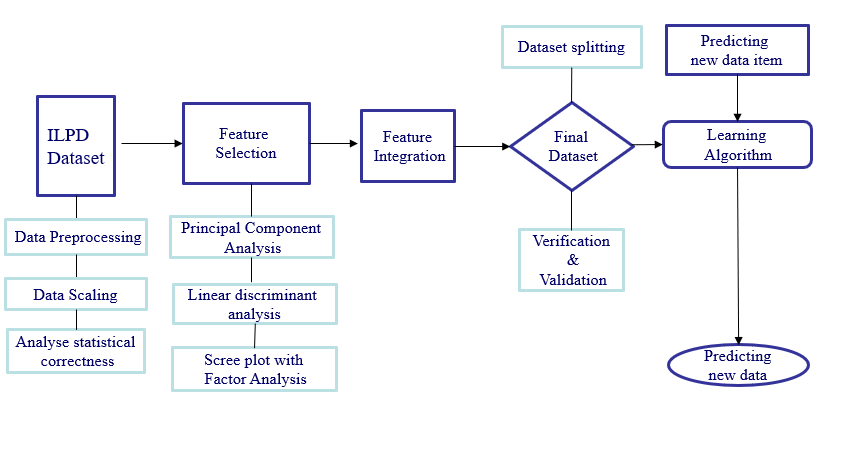 ILPD
Dataset
Data Preprocessing
Data Scaling
Analyse statistical
correctness
Feature
Selection
Principal Component
Analysis
Linear discriminant
analysis
Scree plot with
Factor Analysis
Feature
Integration
Dataset splitting
Final
Dataset
Verification
&
Validation
Predicting
new data item
Learning
Algorithm
Predicting
new data